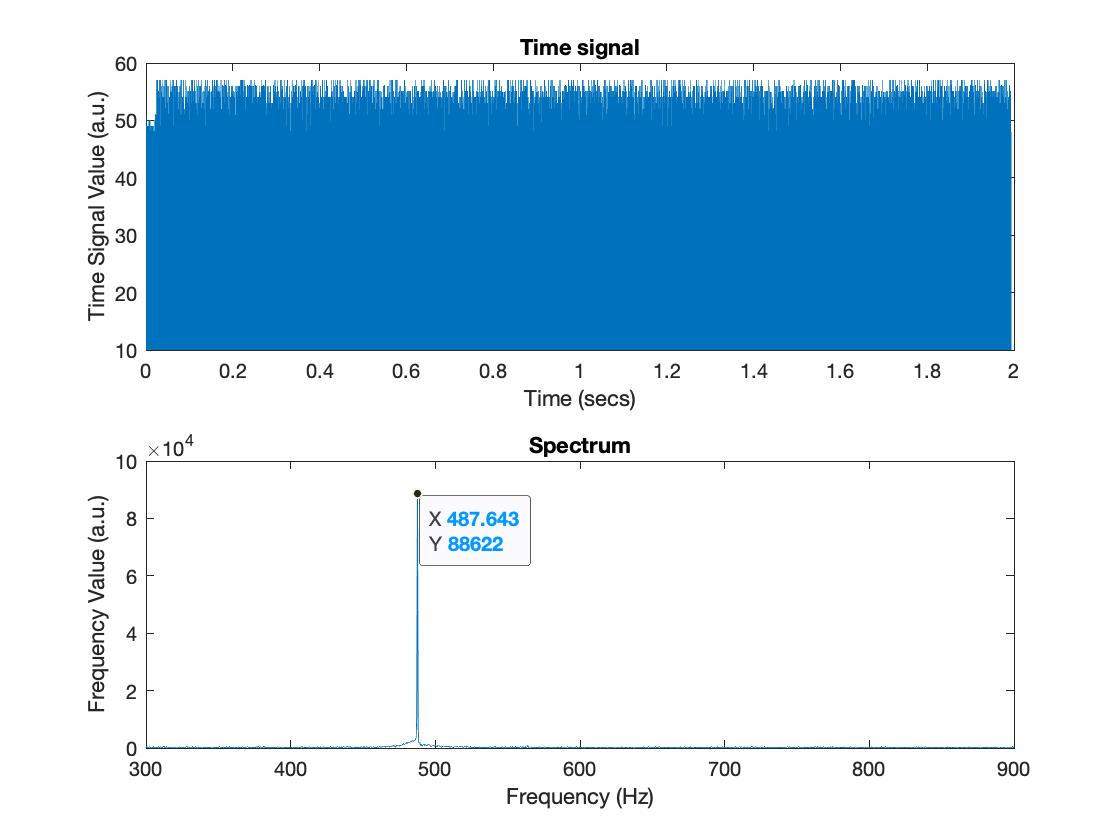 Time signal
60
50
40
30
20
10
Time Signal Value (a.u.)
0 0.2 0.4 0.6 0.8 1 1.2 1.4 1.6 1.8 2
Time (secs)
×10⁴
Spectrum
10
8
6
4
2
0
Frequency Value (a.u.)
X 487.643
Y 88622
300 400 500 600 700 800 900
Frequency (Hz)